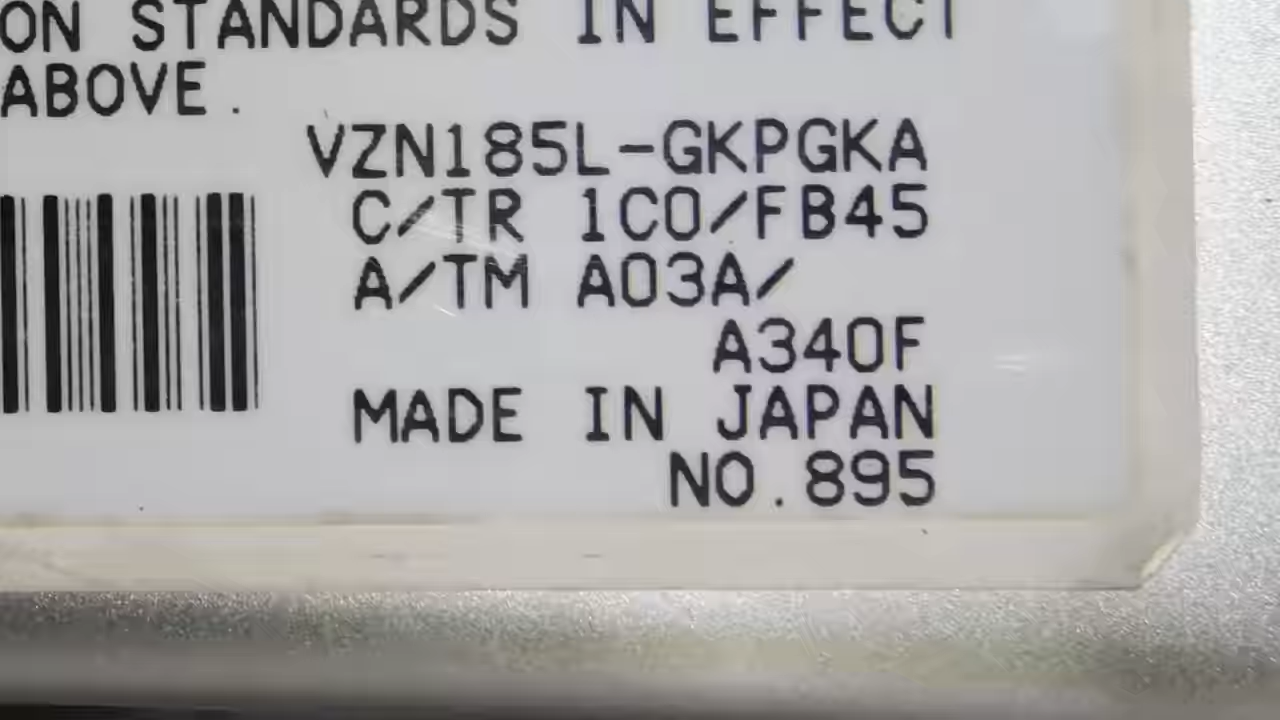 ON STANDARDS IN EFFECT
ABOVE.
VZN185L-GKPGKA
C/TR 1C0/FB45
A/TM A03A/
A340F
MADE IN JAPAN
NO.895